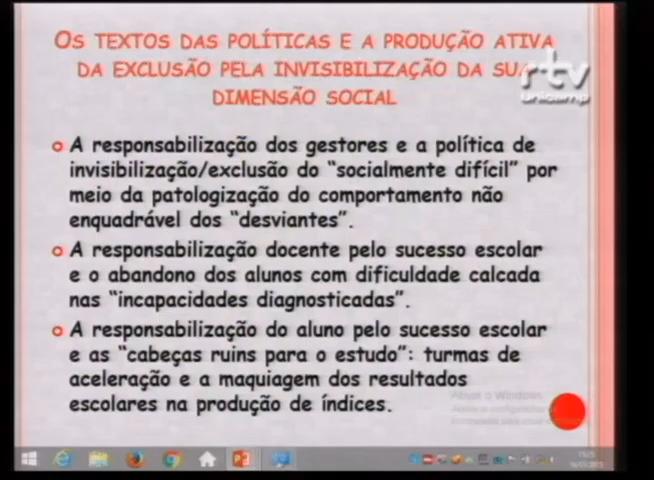 OS TEXTOS DAS POLÍTICAS E A PRODUÇÃO ATIVA
DA EXCLUSÃO PELA INVISIBILIZAÇÃO DA SUA
DIMENSÃO SOCIAL
rtv
unicamp
A responsabilização dos gestores e a política de
invisibilização/exclusão do “socialmente difícil” por
meio da patologização do comportamento não
enquadrável dos “desviantes”.
A responsabilização docente pelo sucesso escolar
e o abandono dos alunos com dificuldade calcada
nas “incapacidades diagnosticadas”.
A responsabilização do aluno pelo sucesso escolar
e as “cabeças ruins para o estudo”: turmas de
aceleração e a maquiagem dos resultados
escolares na produção de índices.
Ativar o Windows